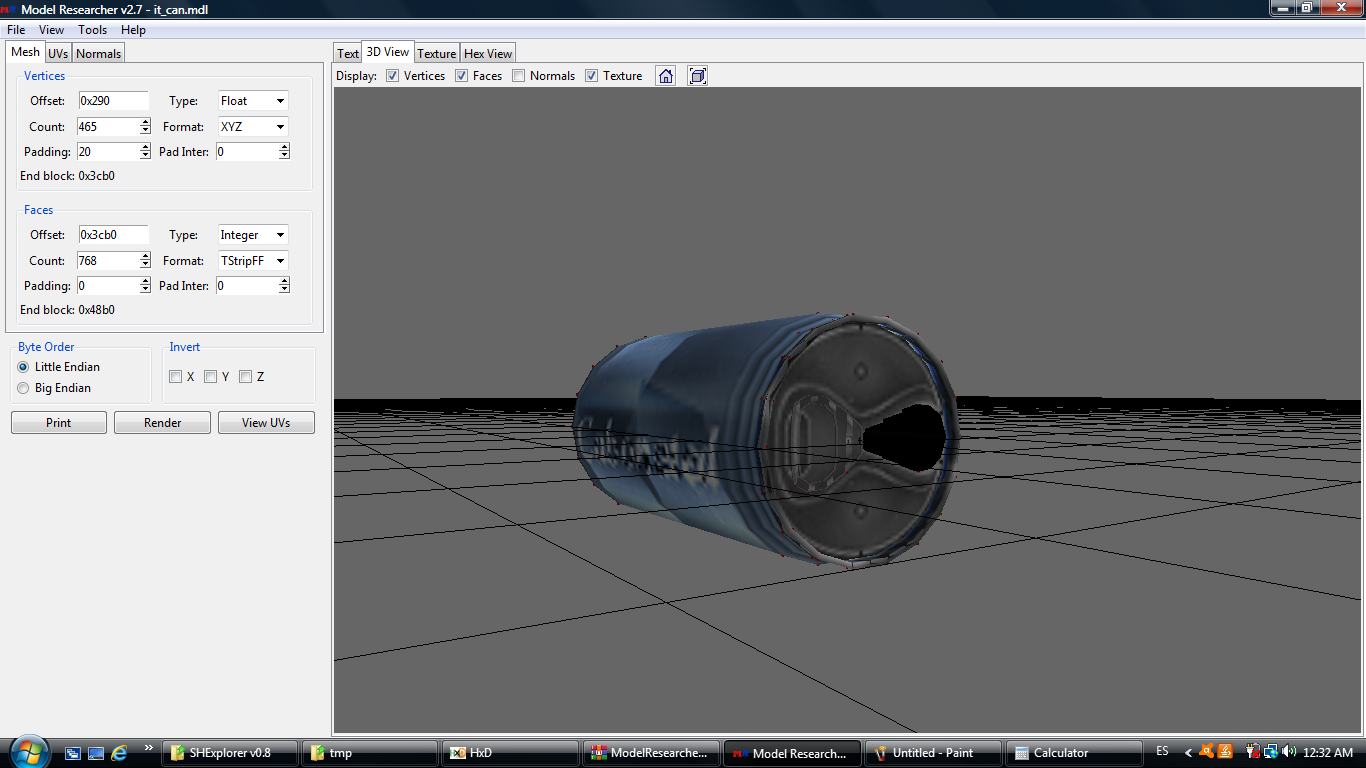 Model Researcher v2.7 - it_can.mdl
File View Tools Help
Mesh UVs Normals
Text 3D View Texture Hex View
Display: Vertices Faces Normals Texture
Vertices
Offset: 0x290 Type: Float
Count: 465 Format: XYZ
Padding: 20 Pad Inter: 0
End block: 0x3cb0
Faces
Offset: 0x3cb0 Type: Integer
Count: 768 Format: TStripFF
Padding: 0 Pad Inter: 0
End block: 0x48b0
Byte Order
Little Endian
Big Endian
Invert
X Y Z
Print Render View UVs
SHExplorer v0.8 tmp HxD ModelResearche... Model Research... Untitled - Paint Calculator ES 12:32 AM